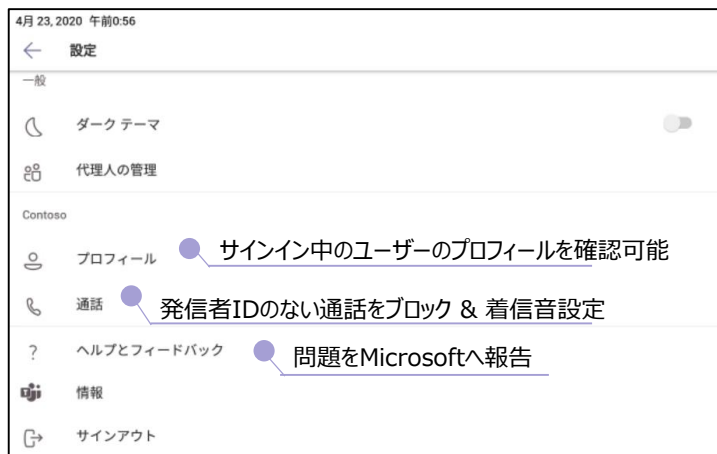 4月 23, 2020 午前0:56
設定
一般
ダーク テーマ
代理人の管理
Contoso
プロフィール
サインイン中のユーザーのプロフィールを確認可能
通話
発信者IDのない通話をブロック & 着信音設定
ヘルプとフィードバック
問題をMicrosoftへ報告
情報
サインアウト